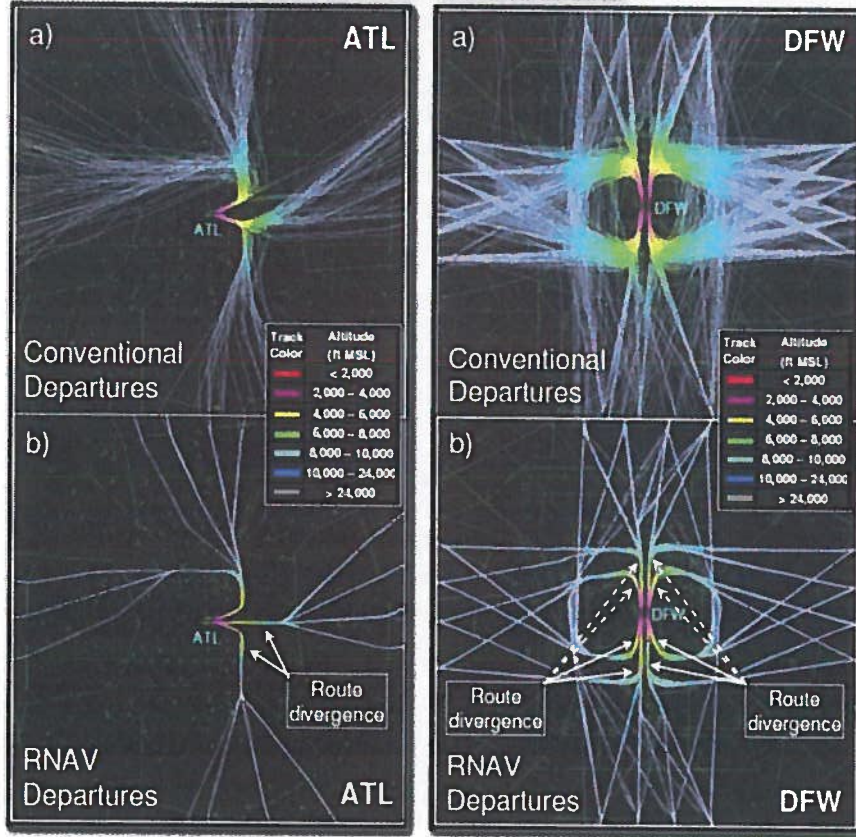 a)
ATL
ATL
Conventional
Departures
Track
Color
Altitude
(ft MSL)
< 2,000
2,000 – 4,000
4,000 – 6,000
6,000 – 8,000
8,000 – 10,000
10,000 – 24,000
> 24,000
b)
ATL
Route
divergence
RNAV
Departures
ATL
a)
DFW
DFW
Conventional
Departures
Track
Color
Altitude
(ft MSL)
< 2,000
2,000 – 4,000
4,000 – 6,000
6,000 – 8,000
8,000 – 10,000
10,000 – 24,000
> 24,000
b)
DFW
Route
divergence
Route
divergence
RNAV
Departures
DFW